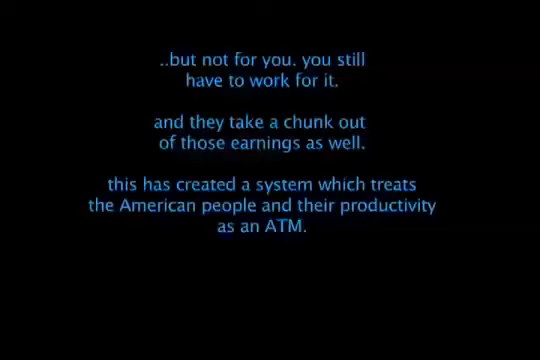 ..but not for you. you still
have to work for it.
and they take a chunk out
of those earnings as well.
this has created a system which treats
the American people and their productivity
as an ATM.